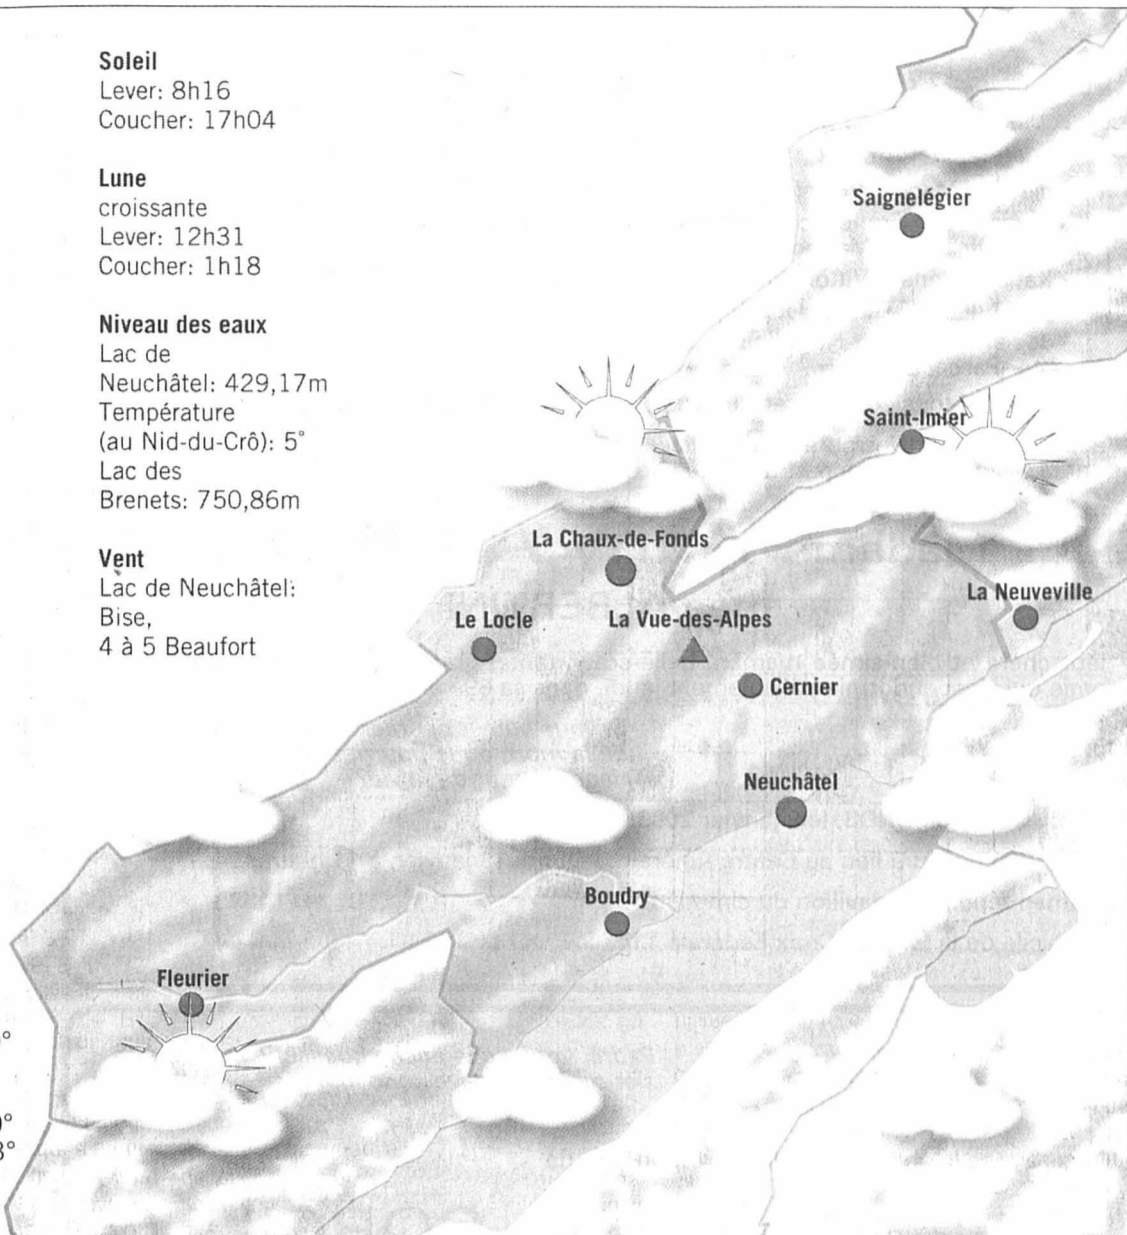 Soleil
Lever: 8h16
Coucher: 17h04
Lune
croissante
Lever: 12h31
Coucher: 1h18
Niveau des eaux
Lac de
Neuchâtel: 429,17m
Température
(au Nid-du-Crô): 5°
Lac des
Brenets: 750,86m
Vent
Lac de Neuchâtel:
Bise,
4 à 5 Beaufort
Saignelégier
Saint-Imier
La Chaux-de-Fonds
La Neuveville
Le Locle
La Vue-des-Alpes
Cernier
Neuchâtel
Boudry
Fleurier